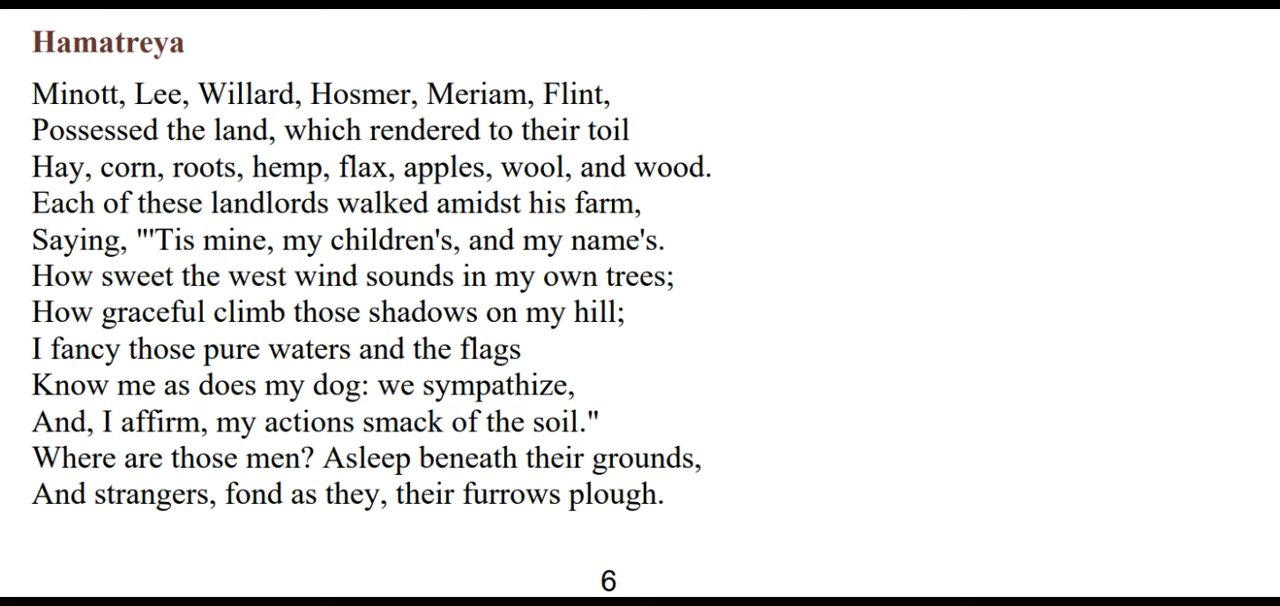 Hamatreya
Minott, Lee, Willard, Hosmer, Meriam, Flint,
Possessed the land, which rendered to their toil
Hay, corn, roots, hemp, flax, apples, wool, and wood.
Each of these landlords walked amidst his farm,
Saying, "'Tis mine, my children's, and my name's.
How sweet the west wind sounds in my own trees;
How graceful climb those shadows on my hill;
I fancy those pure waters and the flags
Know me as does my dog: we sympathize,
And, I affirm, my actions smack of the soil."
Where are those men? Asleep beneath their grounds,
And strangers, fond as they, their furrows plough.
6